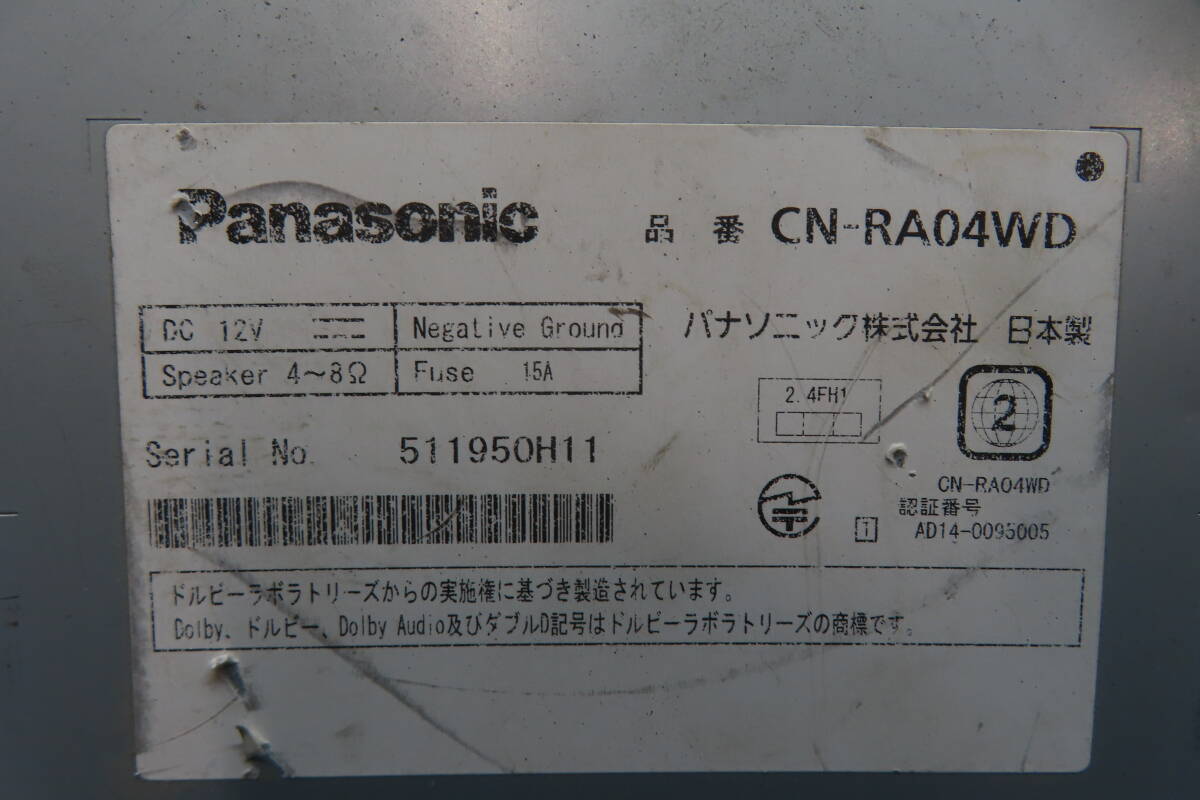 Panasonic 品番 CN-RA04WD
DC 12V Negative Ground
Speaker 4～8Ω Fuse 15A
パナソニック株式会社 日本製
2.4FH1
2
Serial No. 511950H11
CN-RA04WD
認証番号
T AD14-0095005
ドルビーラボラトリーズからの実施権に基づき製造されています。
Dolby、ドルビー、Dolby Audio及びダブルD記号はドルビーラボラトリーズの商標です。